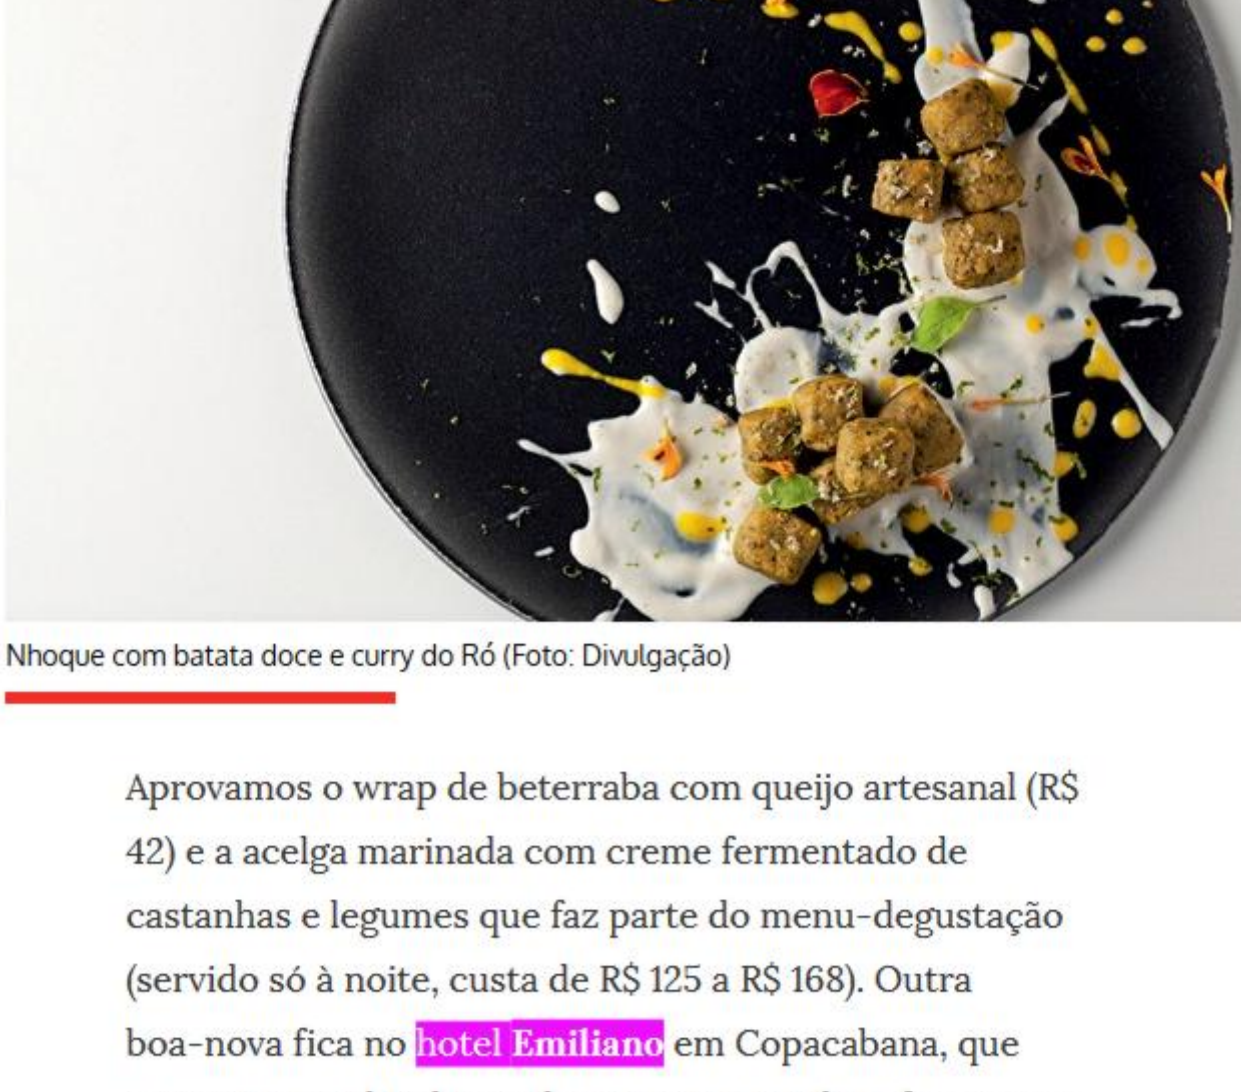 Nhoque com batata doce e curry do Ró (Foto: Divulgação)
Aprovamos o wrap de beterraba com queijo artesanal (R$
42) e a acelga marinada com creme fermentado de
castanhas e legumes que faz parte do menu-degustação
(servido só à noite, custa de R$ 125 a R$ 168). Outra
boa-nova fica no hotel Emiliano em Copacabana, que